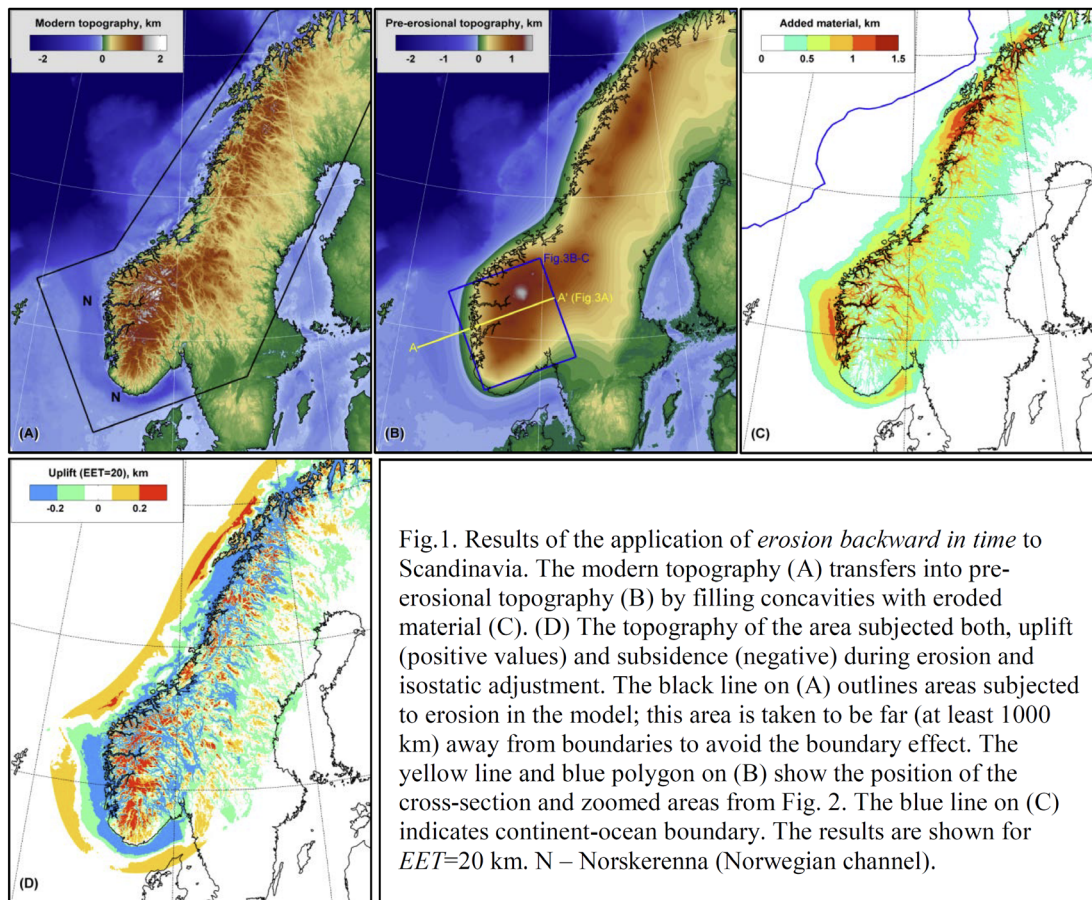 Modern topography, km
-2 -1 0 1 2
N
N
(A)
Pre-erosional topography, km
-2 -1 0 1
Fig.3B-C
A' (Fig.3A)
A
(B)
Added material, km
0 0.5 1 1.5
(C)
Uplift (EET=20), km
-0.2 0 0.2
(D)
Fig.1. Results of the application of erosion backward in time to
Scandinavia. The modern topography (A) transfers into pre-
erosional topography (B) by filling concavities with eroded
material (C). (D) The topography of the area subjected both, uplift
(positive values) and subsidence (negative) during erosion and
isostatic adjustment. The black line on (A) outlines areas subjected
to erosion in the model; this area is taken to be far (at least 1000
km) away from boundaries to avoid the boundary effect. The
yellow line and blue polygon on (B) show the position of the
cross-section and zoomed areas from Fig. 2. The blue line on (C)
indicates continent-ocean boundary. The results are shown for
EET=20 km. N – Norskerenna (Norwegian channel).